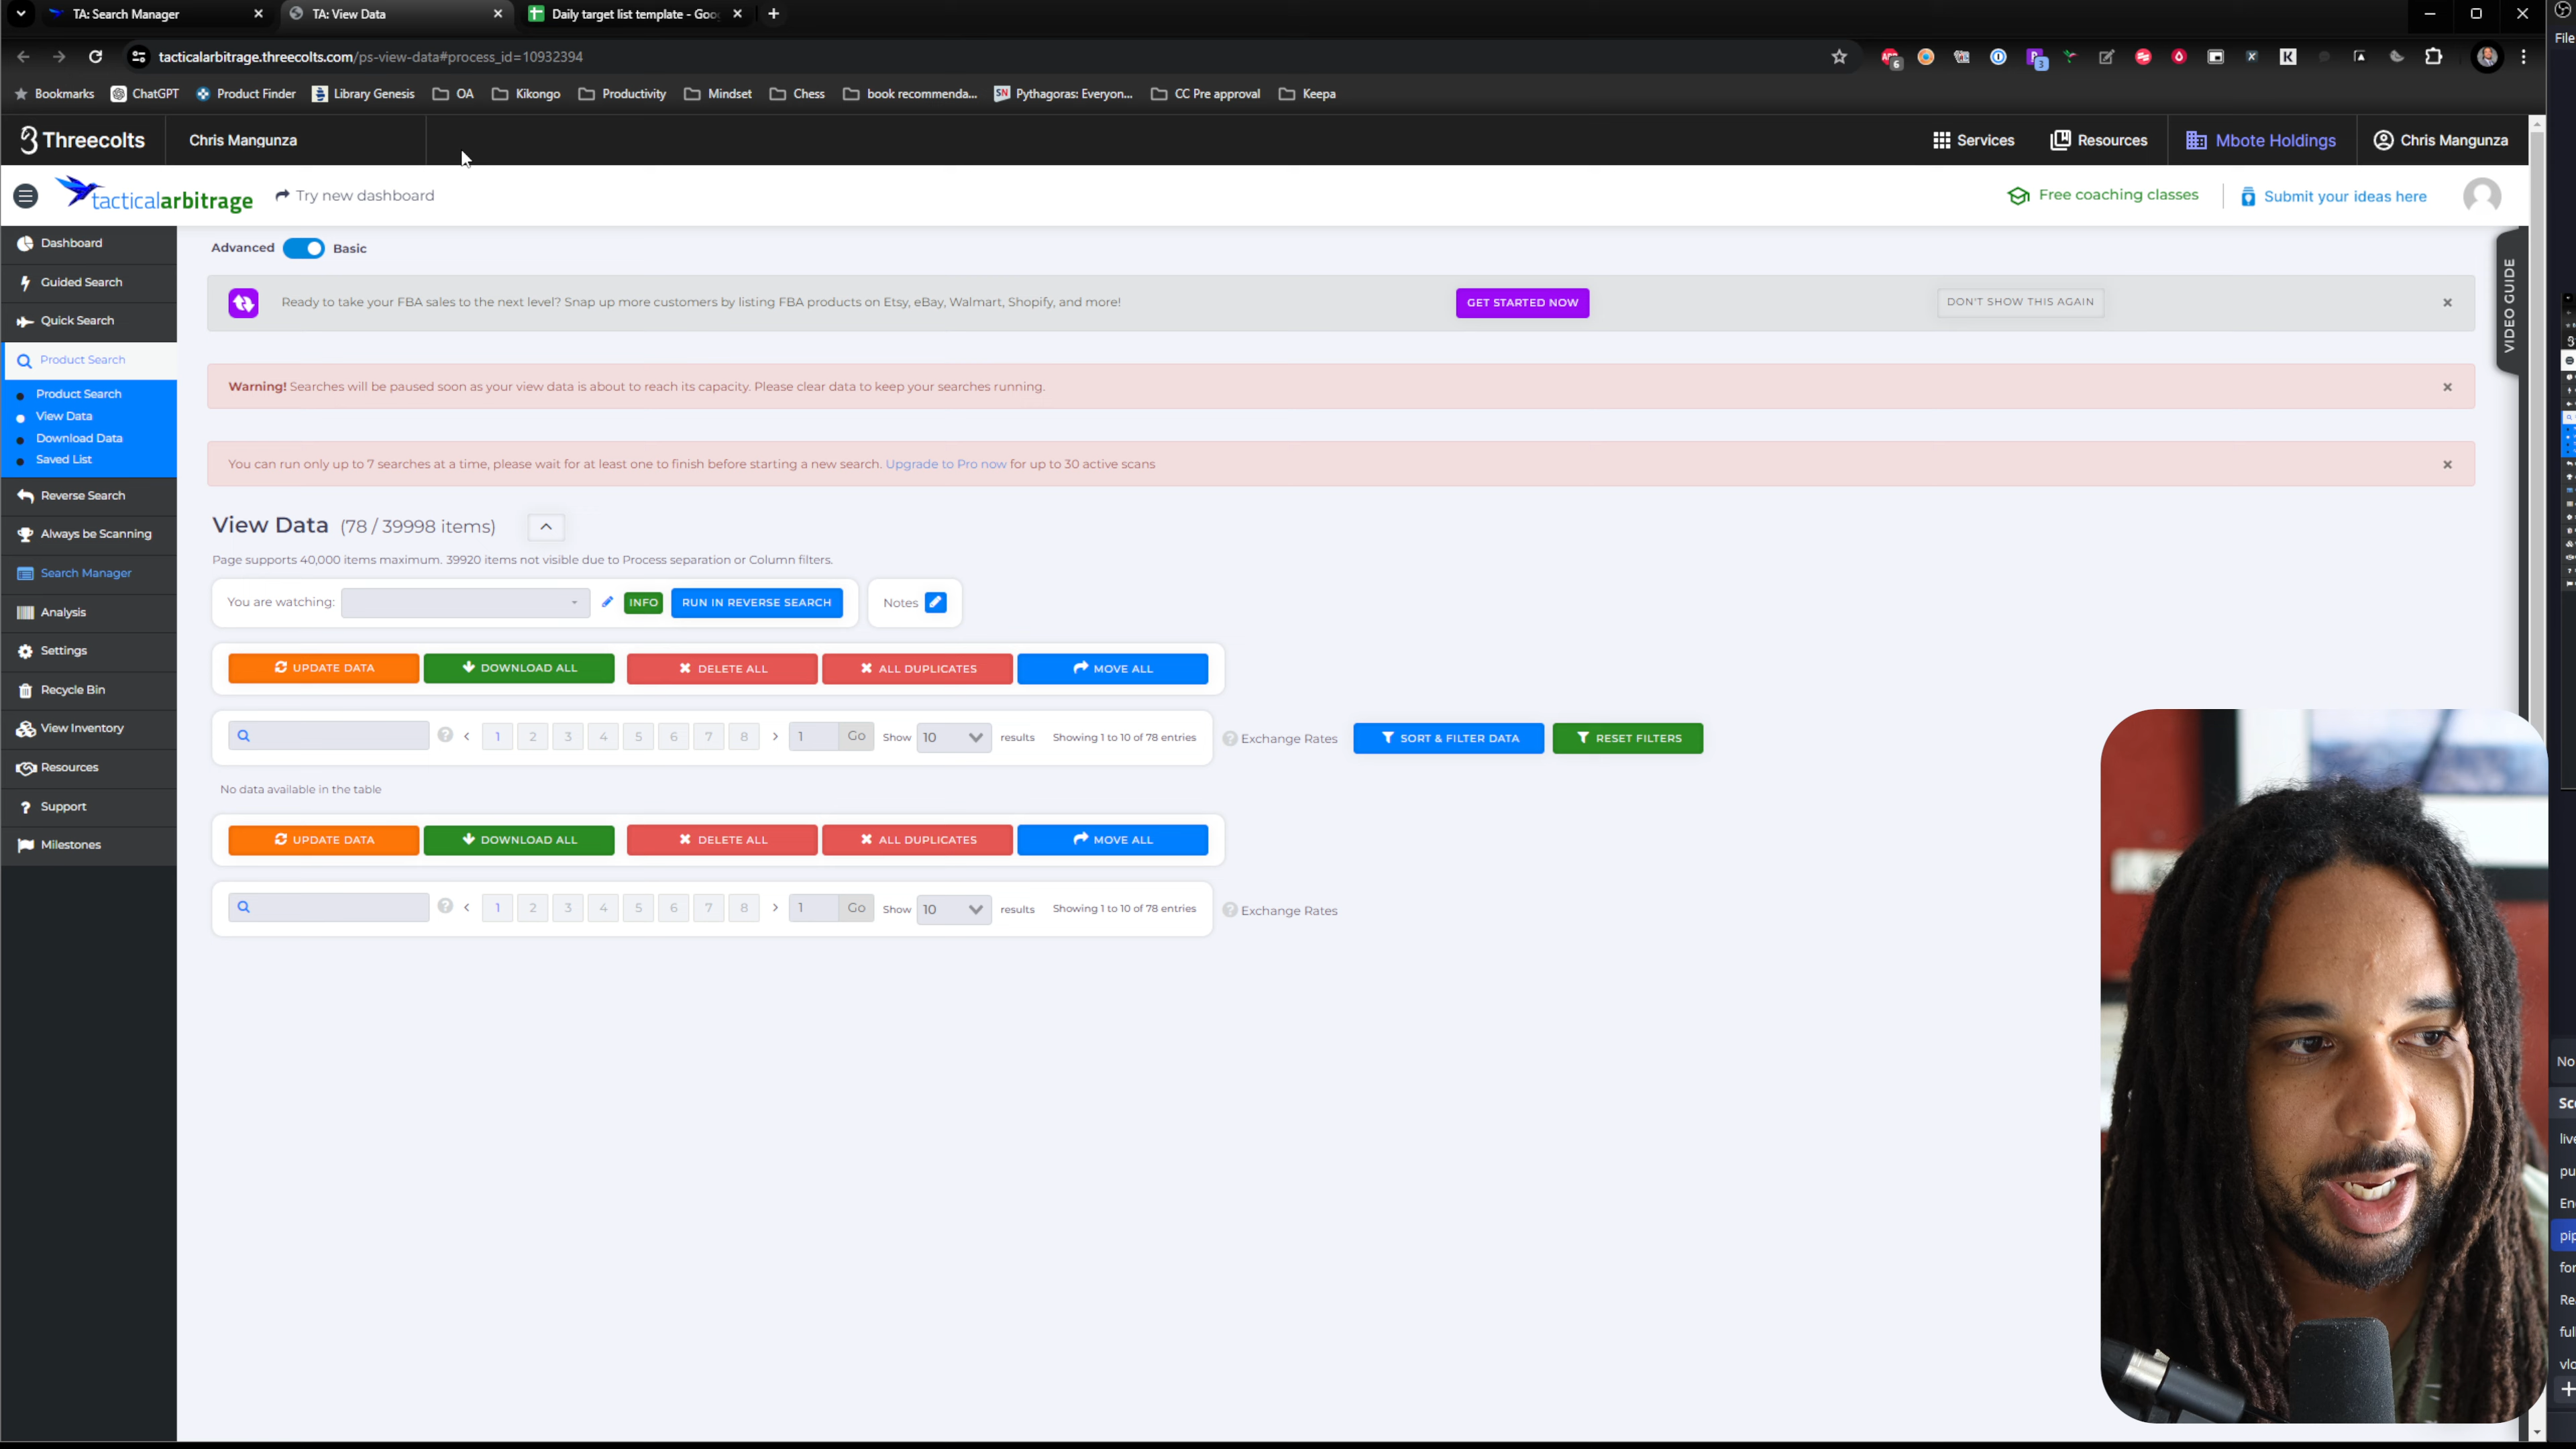 TA: Search Manager
TA: View Data
Daily target list template - Goo
tacticalarbitrage.threecolts.com/ps-view-data#process_id=10932394
6
3
Bookmarks
ChatGPT
Product Finder
Library Genesis
OA
Kikongo
Productivity
Mindset
Chess
book recommenda...
SN
Pythagoras: Everyon...
CC Pre approval
Keepa
File
Threecolts
Chris Mangunza
Services
Resources
Mbote Holdings
Chris Mangunza
tacticalarbitrage
Try new dashboard
Free coaching classes
Submit your ideas here
Dashboard
Guided Search
Quick Search
Product Search
Product Search
View Data
Download Data
Saved List
Reverse Search
Always be Scanning
Search Manager
Analysis
Settings
Recycle Bin
View Inventory
Resources
Support
Milestones
Advanced
Basic
Ready to take your FBA sales to the next level? Snap up more customers by listing FBA products on Etsy, eBay, Walmart, Shopify, and more!
GET STARTED NOW
DON'T SHOW THIS AGAIN
VIDEO GUIDE
Warning! Searches will be paused soon as your view data is about to reach its capacity. Please clear data to keep your searches running.
You can run only up to 7 searches at a time, please wait for at least one to finish before starting a new search. Upgrade to Pro now for up to 30 active scans
View Data (78 / 39998 items)
Page supports 40,000 items maximum. 39920 items not visible due to Process separation or Column filters.
You are watching:
INFO
RUN IN REVERSE SEARCH
Notes
UPDATE DATA
DOWNLOAD ALL
DELETE ALL
ALL DUPLICATES
MOVE ALL
1 2 3 4 5 6 7 8
1 Go
Show 10 results
Showing 1 to 10 of 78 entries
Exchange Rates
SORT & FILTER DATA
RESET FILTERS
No data available in the table
UPDATE DATA
DOWNLOAD ALL
DELETE ALL
ALL DUPLICATES
MOVE ALL
1 2 3 4 5 6 7 8
1 Go
Show 10 results
Showing 1 to 10 of 78 entries
Exchange Rates